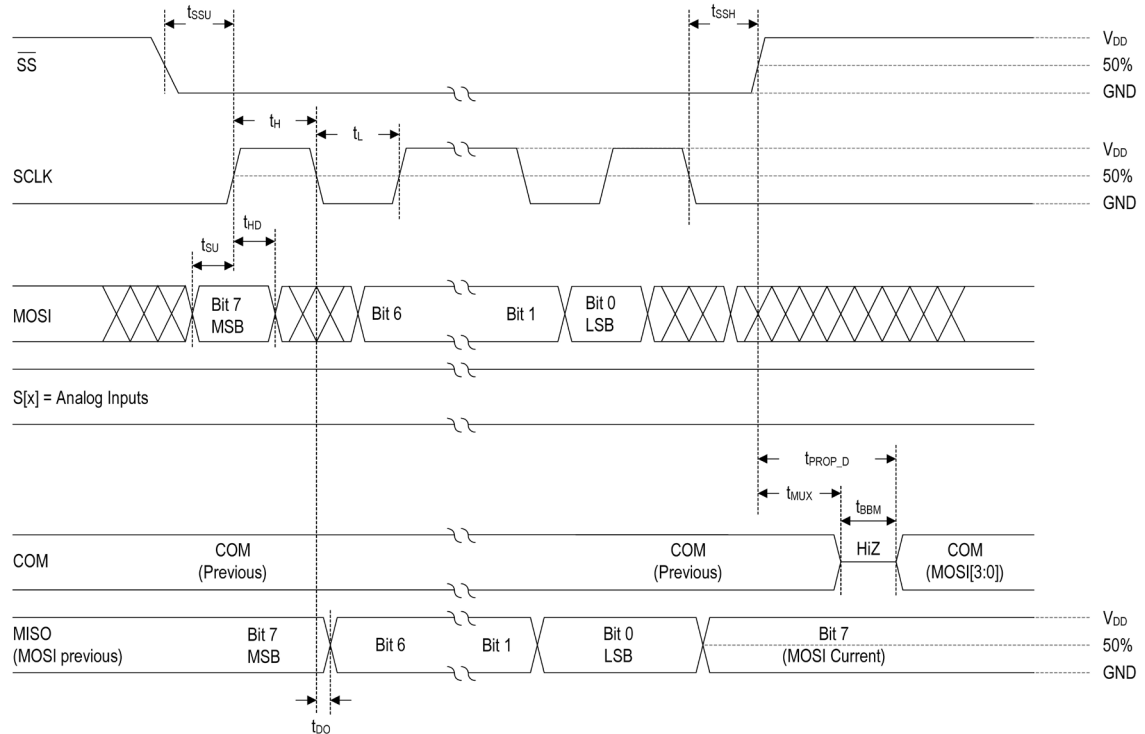 tSSU
tSSH
SS
VDD
50%
GND
tH
tL
SCLK
VDD
50%
GND
tSU
tHD
MOSI
Bit 7
MSB
Bit 6
Bit 1
Bit 0
LSB
S[x] = Analog Inputs
tPROP_D
tMUX
tBBM
COM
COM
(Previous)
COM
(Previous)
HiZ
COM
(MOSI[3:0])
MISO
(MOSI previous)
Bit 7
MSB
Bit 6
Bit 1
Bit 0
LSB
Bit 7
(MOSI Current)
VDD
50%
GND
tDO